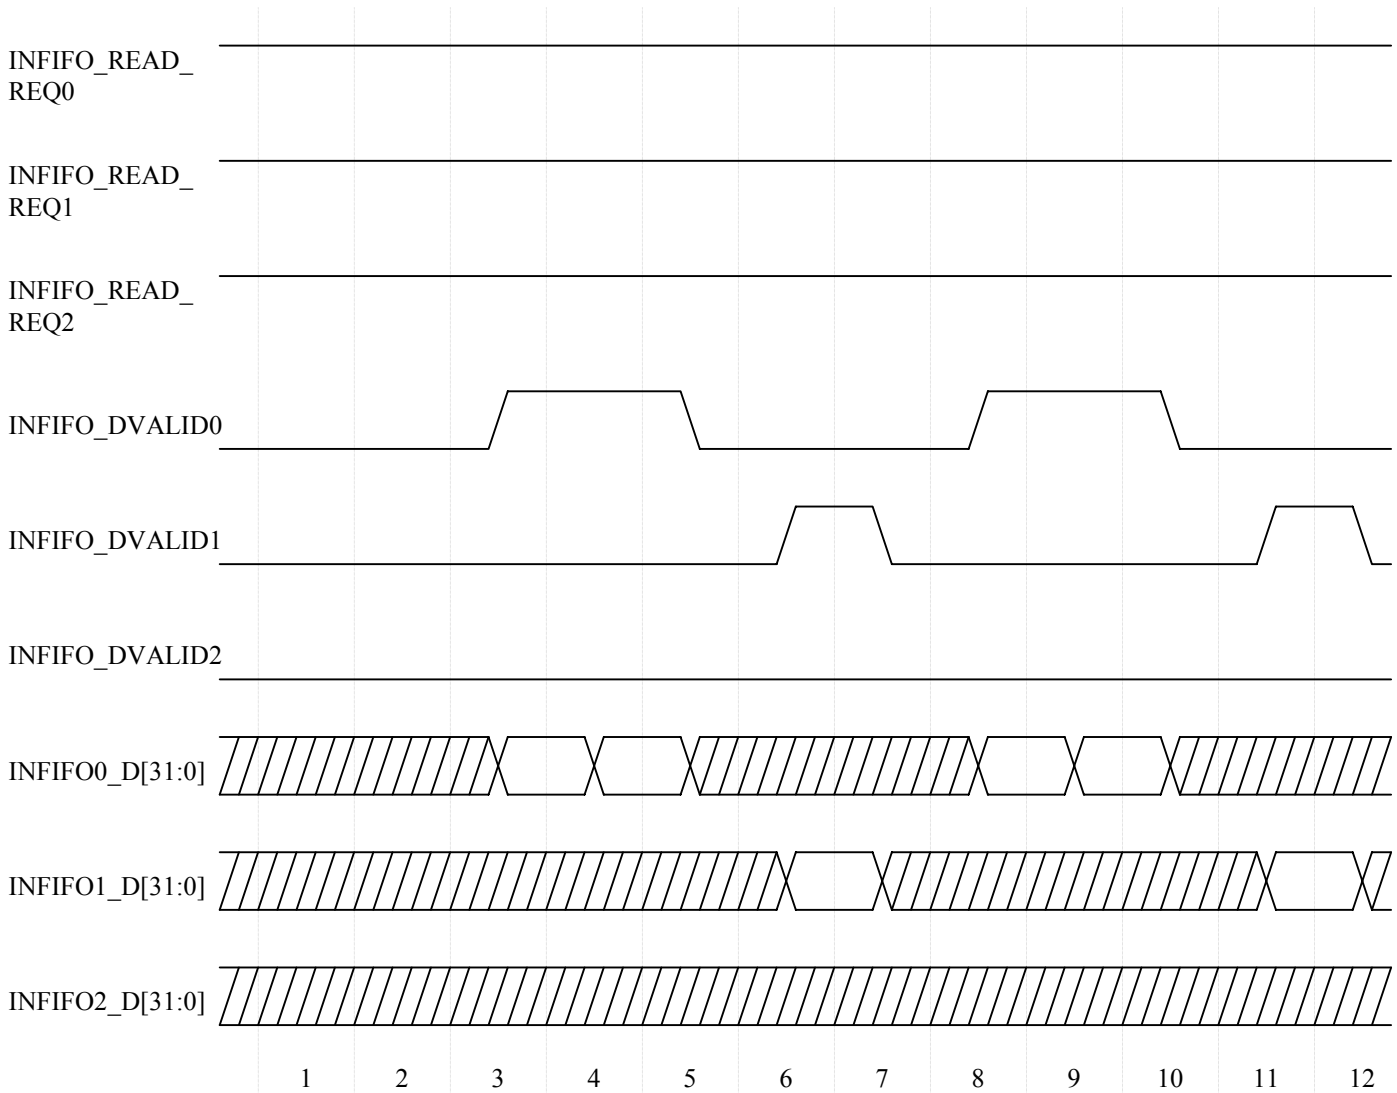 INFIFO_READ_
REQ0
INFIFO_READ_
REQ1
INFIFO_READ_
REQ2
INFIFO_DVALID0
INFIFO_DVALID1
INFIFO_DVALID2
INFIFO0_D[31:0]
INFIFO1_D[31:0]
INFIFO2_D[31:0]
1 2 3 4 5 6 7 8 9 10 11 12